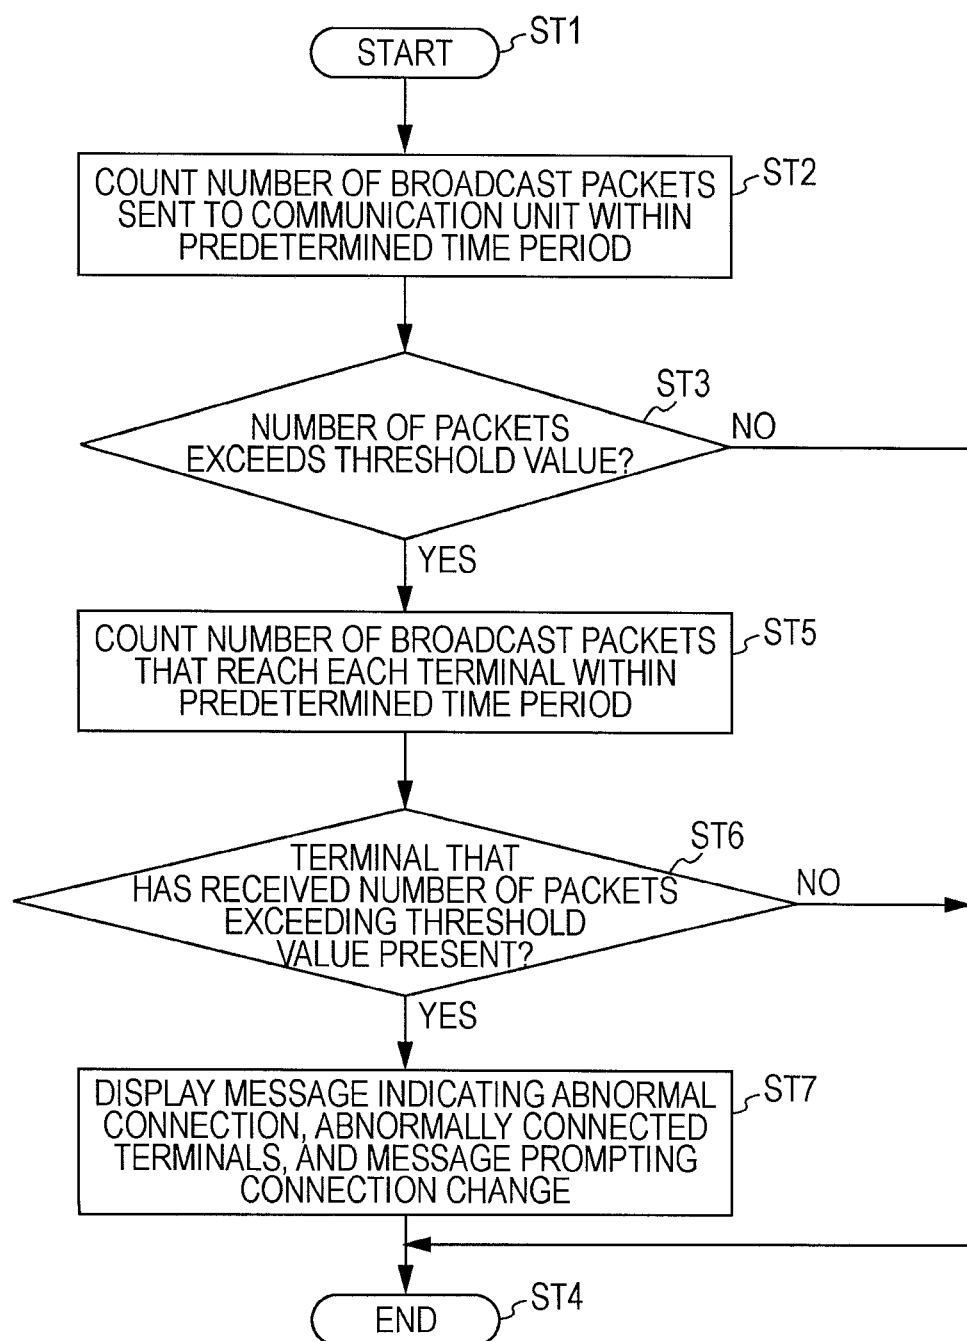 START
ST1
COUNT NUMBER OF BROADCAST PACKETS
SENT TO COMMUNICATION UNIT WITHIN
PREDETERMINED TIME PERIOD
ST2
NUMBER OF PACKETS
EXCEEDS THRESHOLD VALUE?
ST3
NO
YES
COUNT NUMBER OF BROADCAST PACKETS
THAT REACH EACH TERMINAL WITHIN
PREDETERMINED TIME PERIOD
ST5
TERMINAL THAT
HAS RECEIVED NUMBER OF PACKETS
EXCEEDING THRESHOLD
VALUE PRESENT?
ST6
NO
YES
DISPLAY MESSAGE INDICATING ABNORMAL
CONNECTION, ABNORMALLY CONNECTED
TERMINALS, AND MESSAGE PROMPTING
CONNECTION CHANGE
ST7
END
ST4